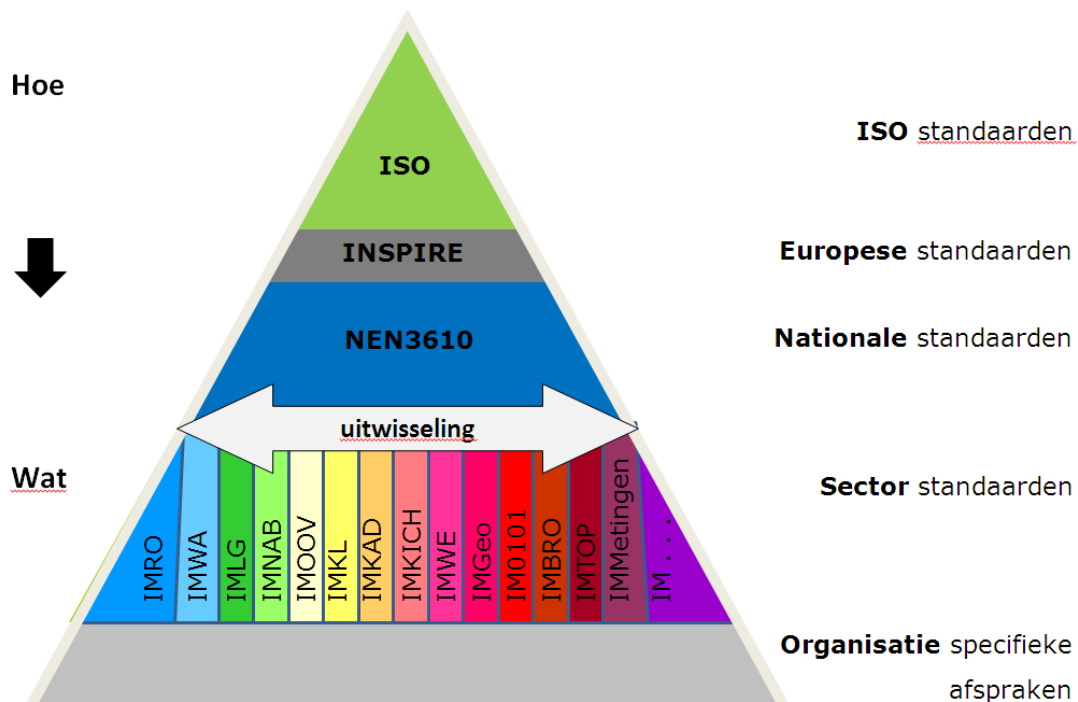 Hoe
ISO standaarden
ISO
INSPIRE
Europese standaarden
NEN3610
Nationale standaarden
uitwisseling
Wat
Sector standaarden
IMRO
IMWA
IMLG
IMNAB
IMOOV
IMKL
IMKAD
IMKICH
IMWE
IMGeo
IM0101
IMBRO
IMTOP
IMMetingen
IM . . .
Organisatie specifieke
afspraken